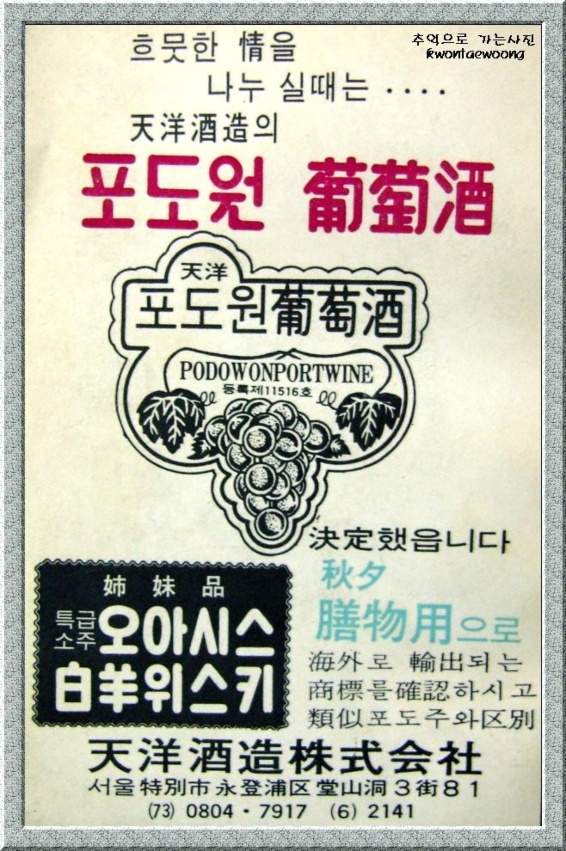 추억으로 가는사진
kwontaewoong
흐뭇한 情을
나누 실때는 ....
天洋酒造의
포도원 葡萄酒
天洋
포도원葡萄酒
PODOWONPORTWINE
등록제11516호
決定했읍니다
秋夕
膳物用으로
海外로 輸出되는
商標를確認하시고
類似포도주와区別
姉妹品
특급
소주 오아시스
白羊위스키
天洋酒造株式会社
서울特別市永登浦区堂山洞3街81
(73) 0804·7917 (6) 2141